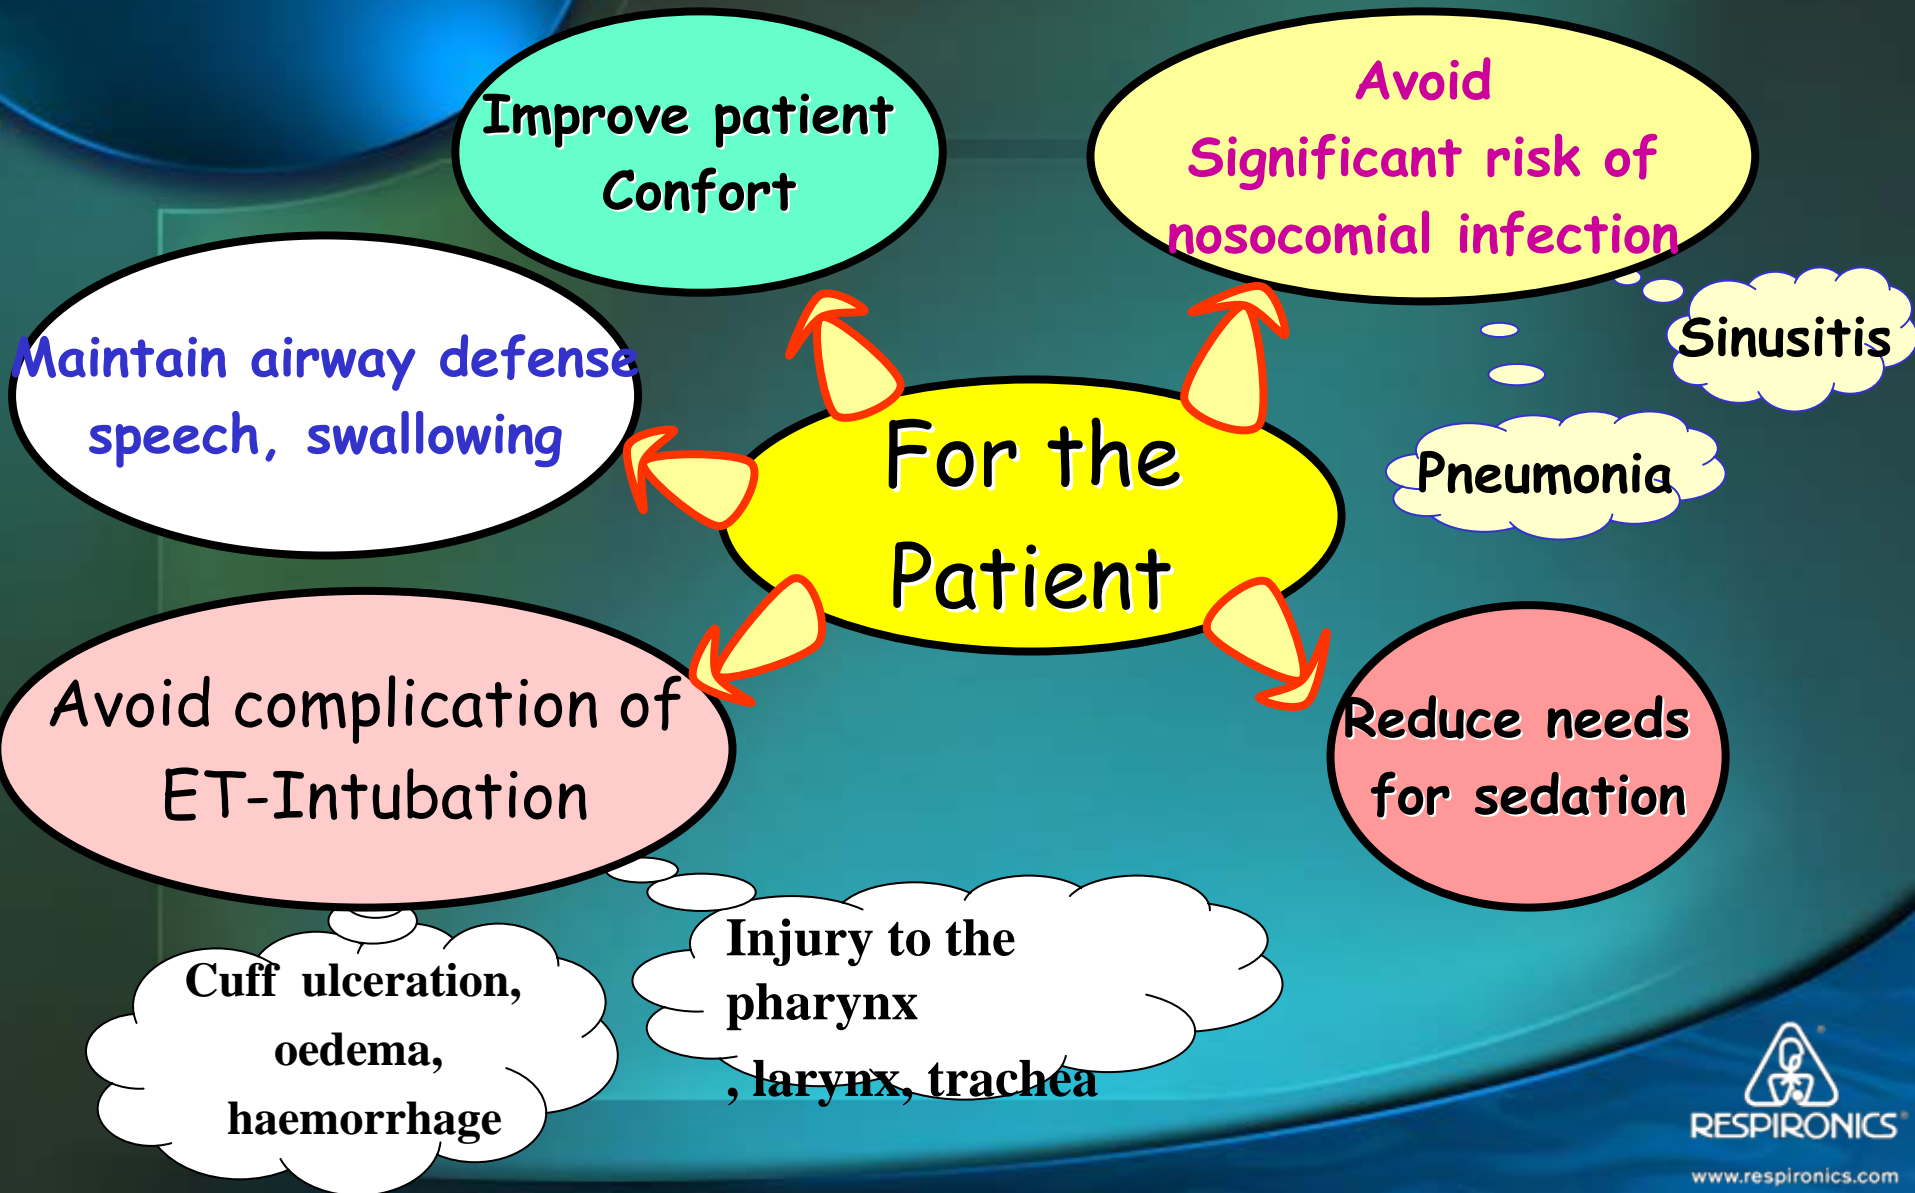 Improve patient
Confort
Avoid
Significant risk of
nosocomial infection
Sinusitis
Pneumonia
Maintain airway defense
speech, swallowing
For the
Patient
Avoid complication of
ET-Intubation
Reduce needs
for sedation
Cuff ulceration,
oedema,
haemorrhage
Injury to the
pharynx
, larynx, trachea
RESPIRONICS®
www.respironics.com